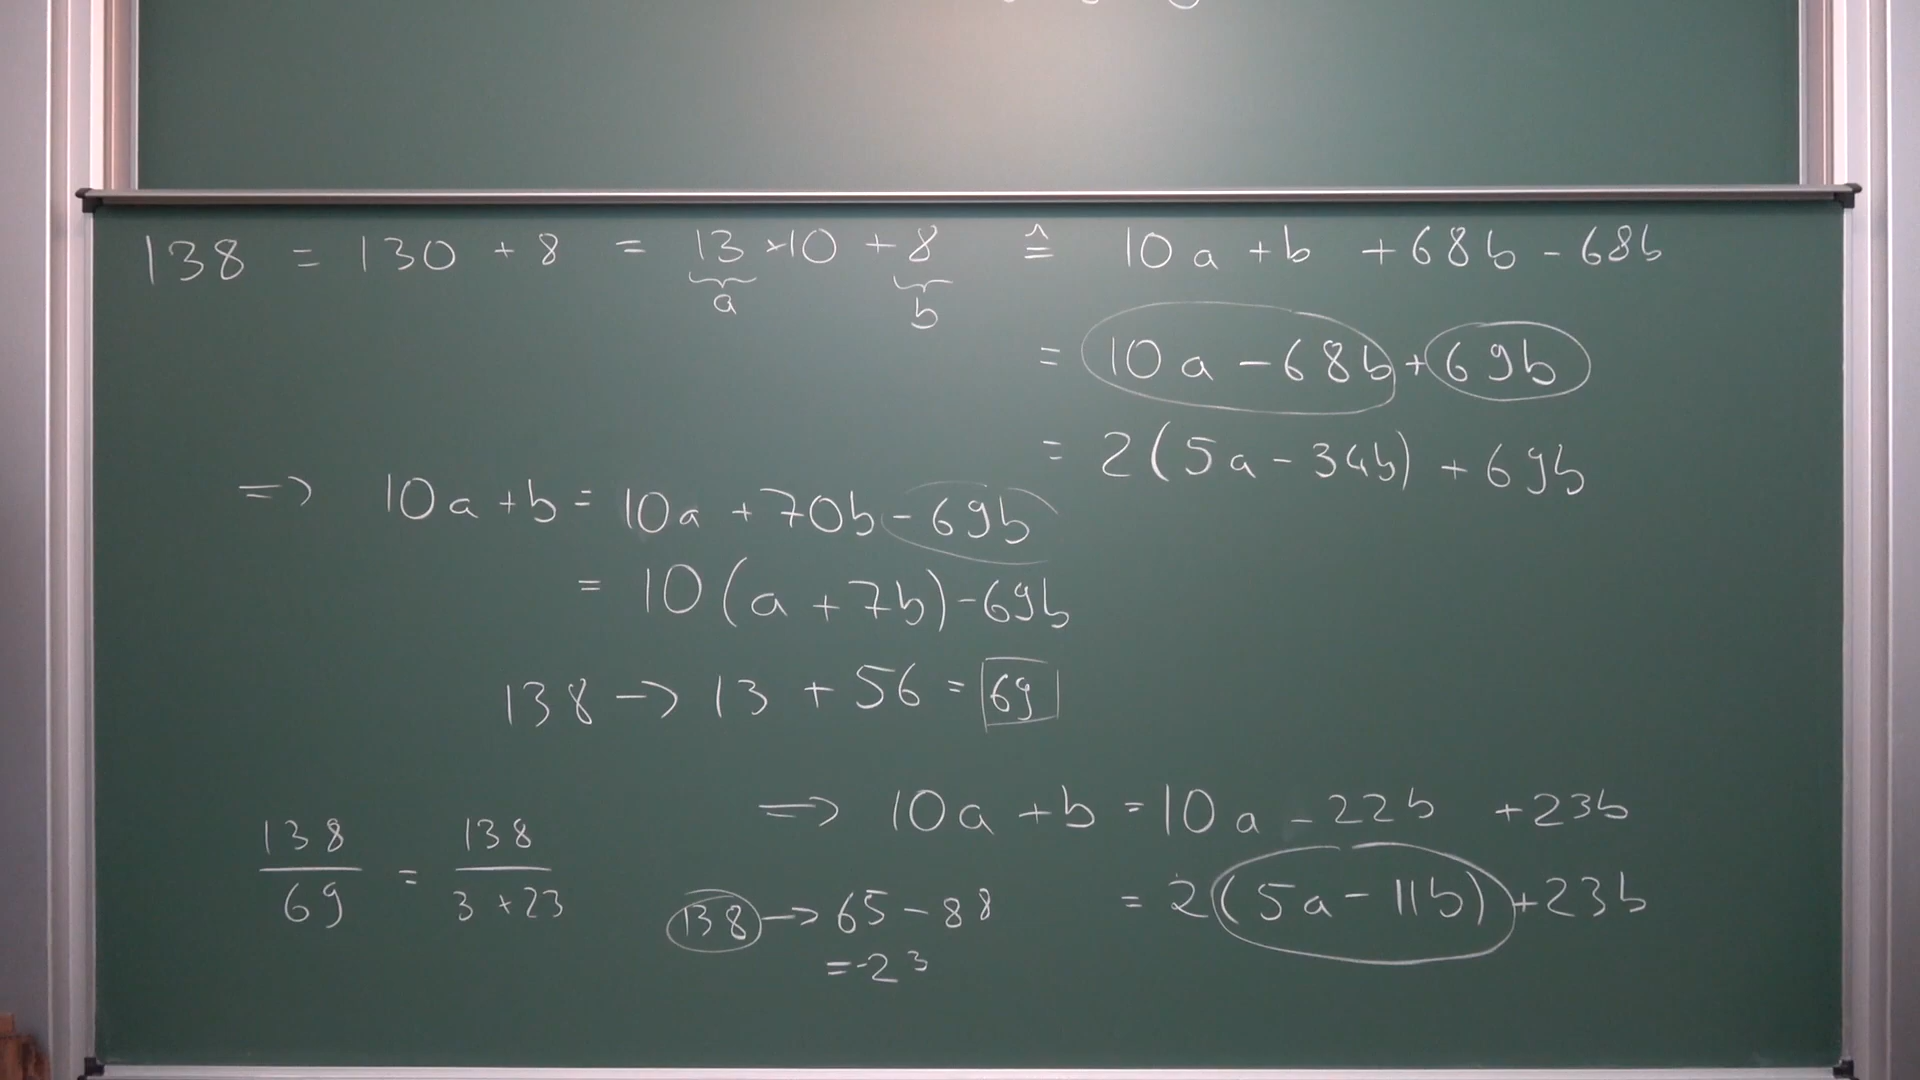 138 = 130 + 8 = 13 × 10 + 8 ≙ 10a + b + 68b - 68b
a b
= 10a - 68b + 69b
= 2(5a - 34b) + 69b
=> 10a + b = 10a + 70b - 69b
= 10(a + 7b) - 69b
138 -> 13 + 56 = 69
=> 10a + b = 10a - 22b + 23b
= 2(5a - 11b) + 23b
138/69 = 138/3×23
138 -> 65 - 88
= -23